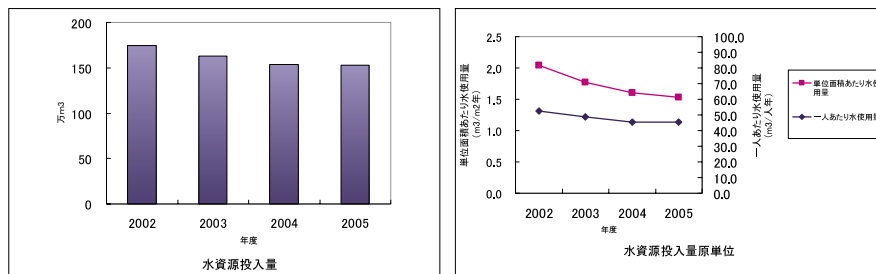 200
150
100
50
0
万m3
2002 2003 2004 2005
年度
水資源投入量
2.5
2.0
1.5
1.0
0.5
0.0
単位面積あたり水使用量
(m3/m2年)
100.0
90.0
80.0
70.0
60.0
50.0
40.0
30.0
20.0
10.0
0.0
一人あたり水使用量
(m3/人年)
2002 2003 2004 2005
年度
水資源投入量原単位
単位面積あたり水使
用量
一人あたり水使用量